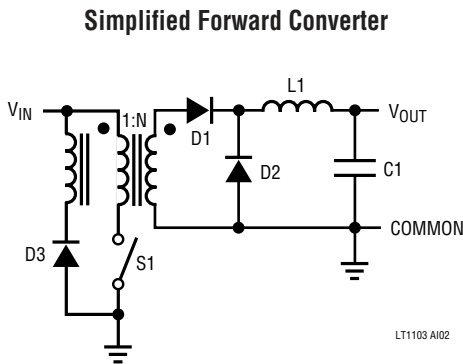 Simplified Forward Converter
L1
V_IN
1:N
V_OUT
D1
D2
C1
COMMON
D3
S1
LT1103 AI02